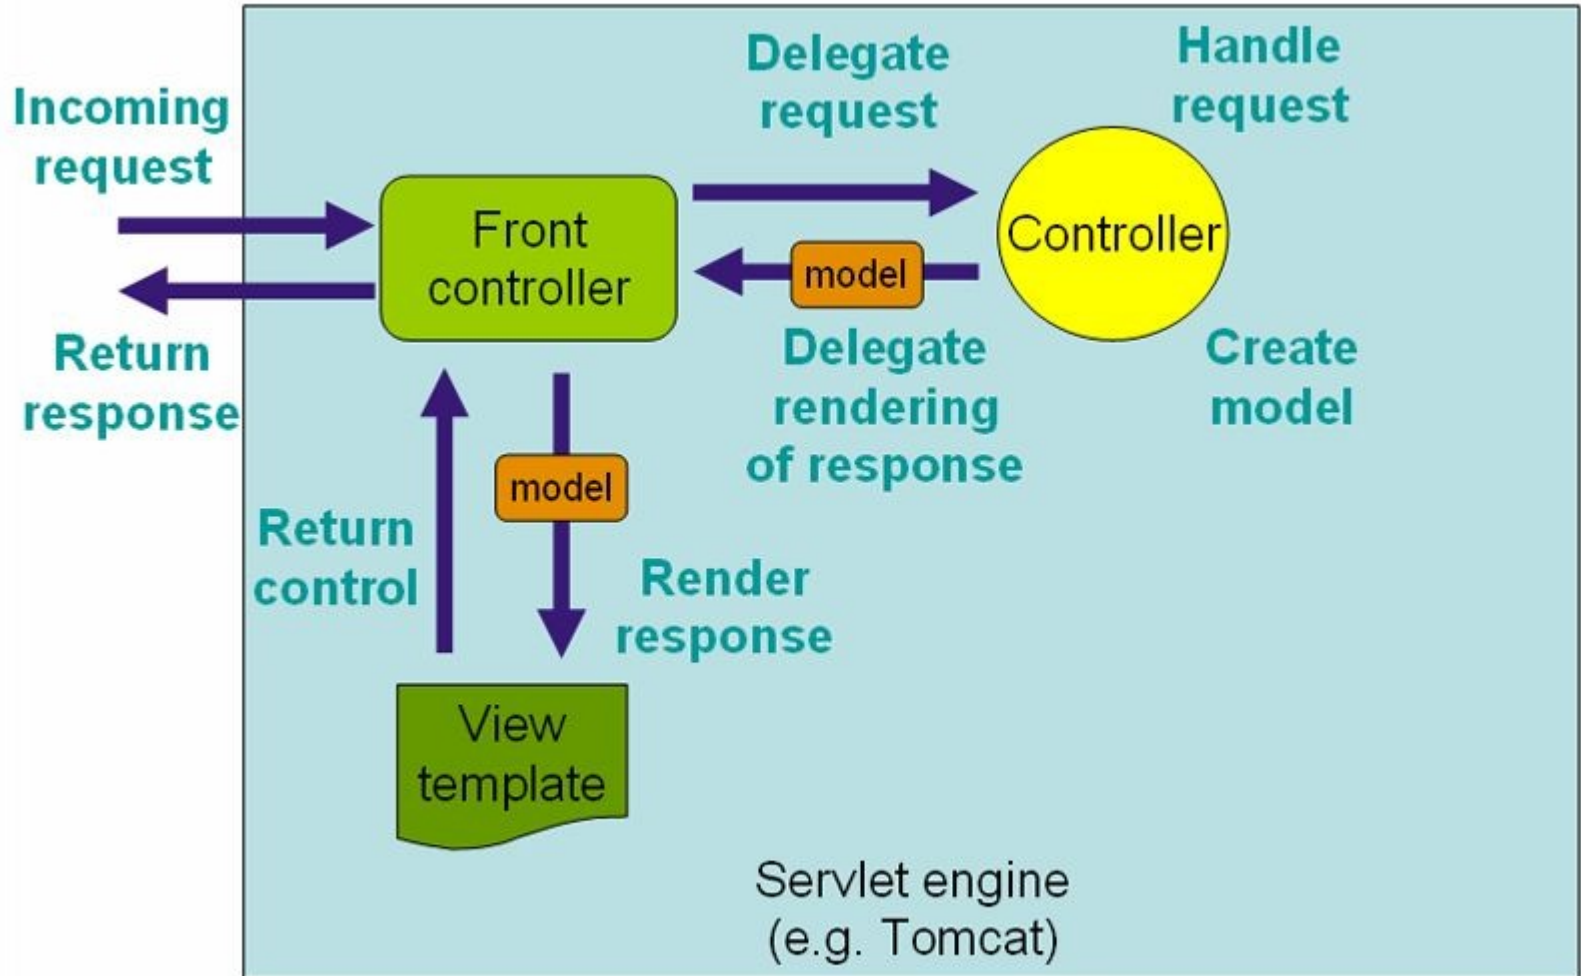 Incoming
request
Return
response
Delegate
request
Handle
request
Front
controller
Controller
model
Delegate
rendering
of response
Create
model
model
Return
control
Render
response
View
template
Servlet engine
(e.g. Tomcat)